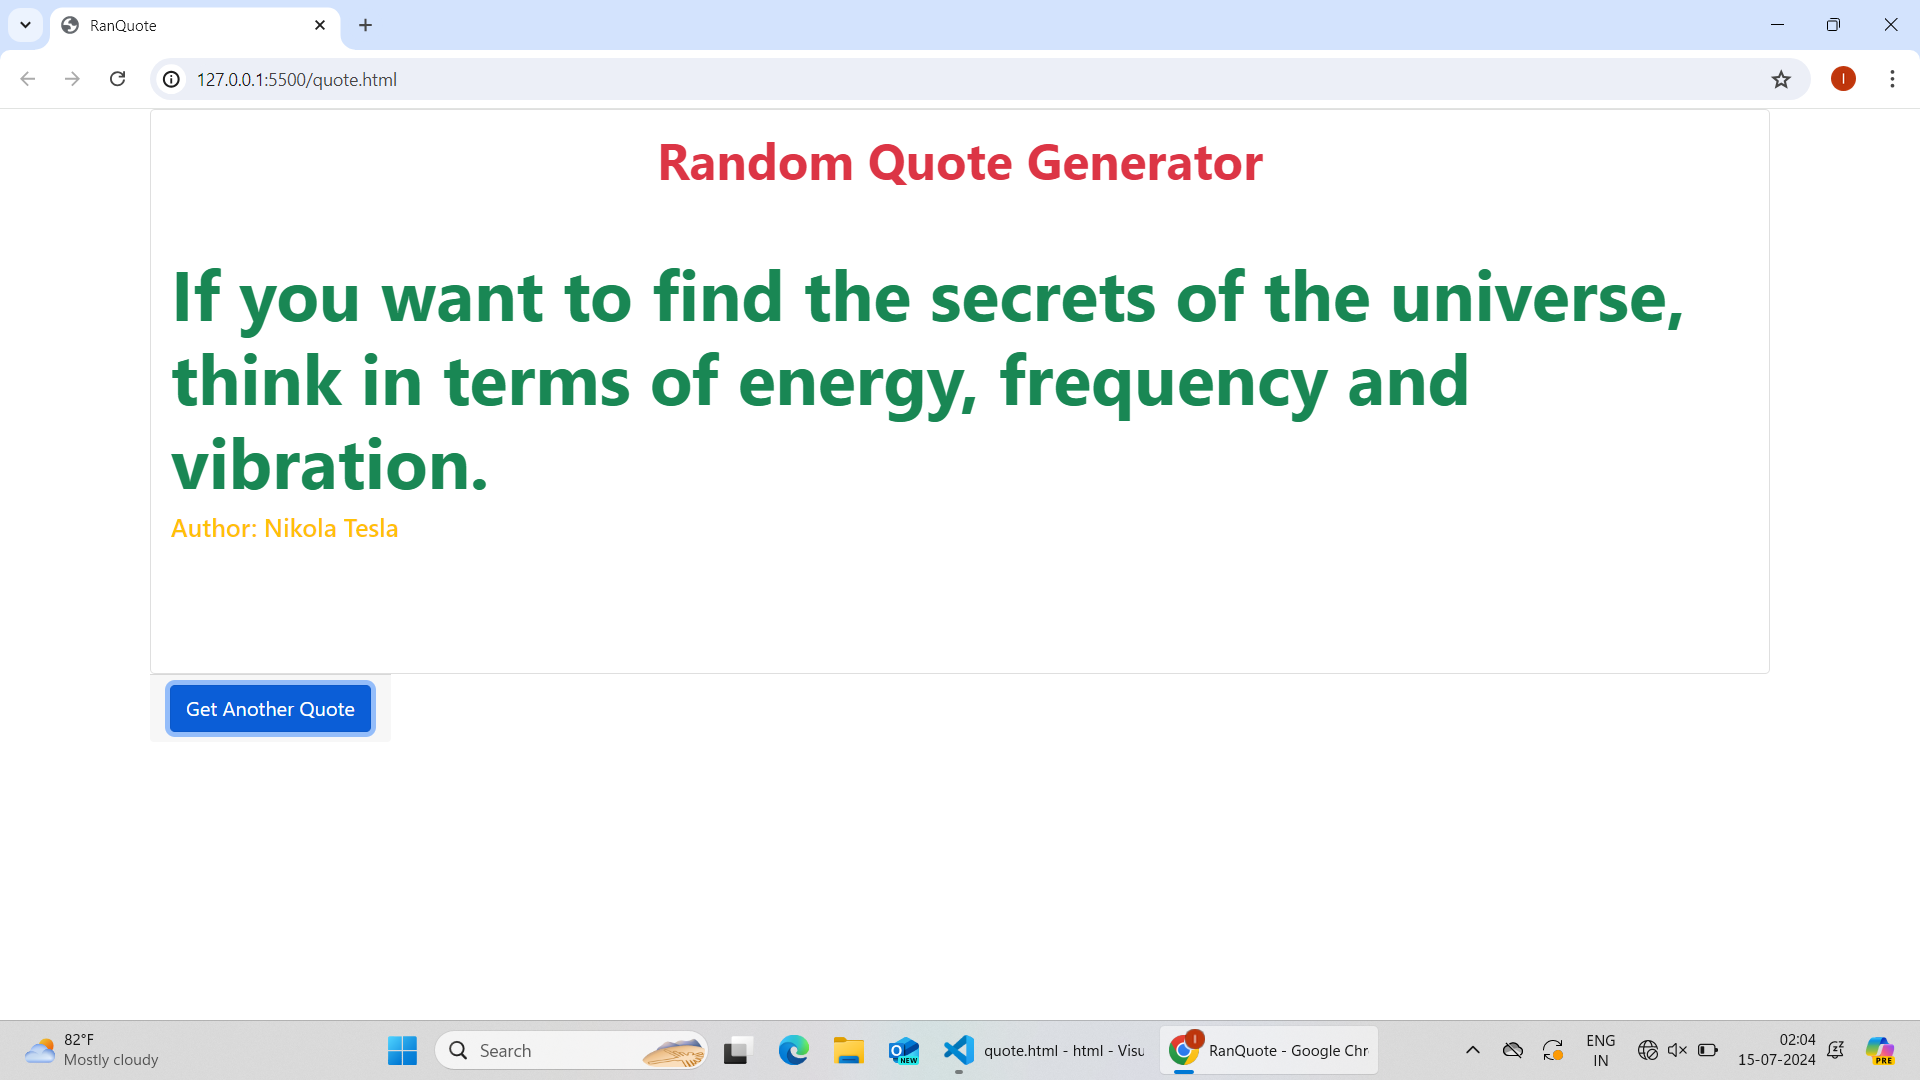 RanQuote
127.0.0.1:5500/quote.html
I
Random Quote Generator
If you want to find the secrets of the universe,
think in terms of energy, frequency and
vibration.
Author: Nikola Tesla
Get Another Quote
82°F
Mostly cloudy
Search
NEW
quote.html - html - Visu
I
RanQuote - Google Chr
ENG
IN
02:04
15-07-2024
PRE